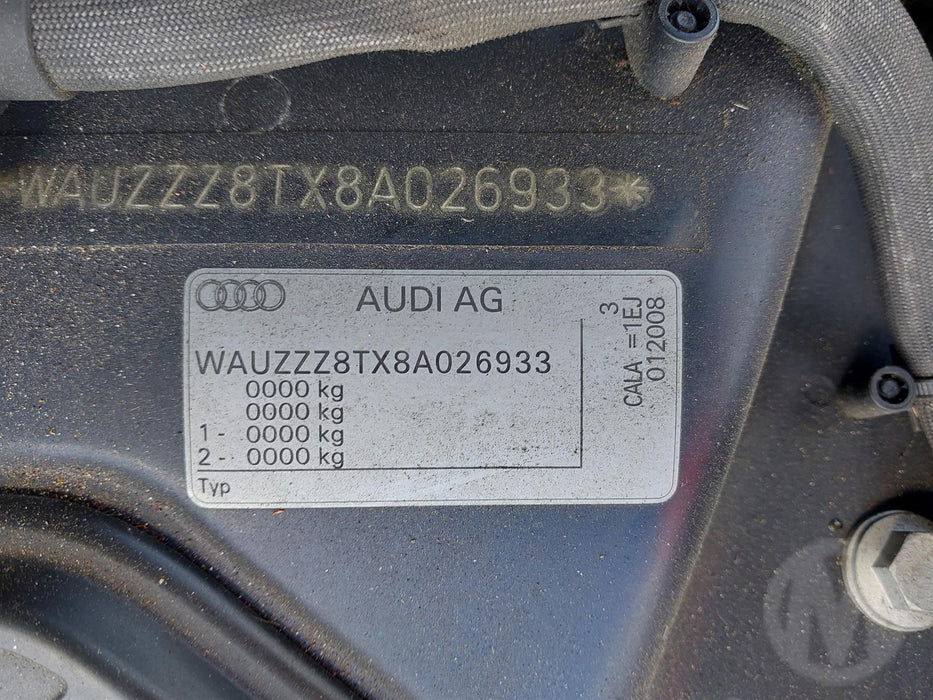 WAUZZZ8TX8A026933*
AUDI AG
WAUZZZ8TX8A026933
0000 kg
0000 kg
1 - 0000 kg
2 - 0000 kg
Typ
3
CALA =1EJ
012008
M